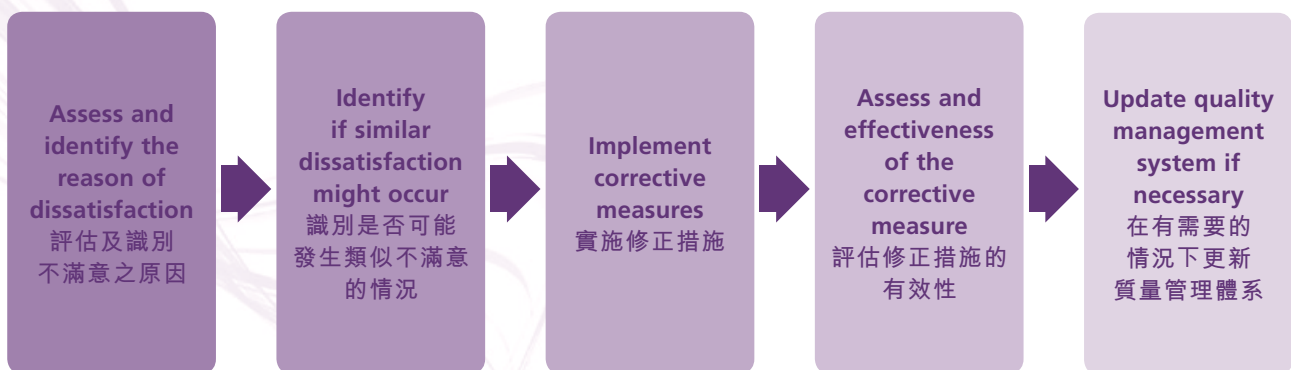 Assess and
identify the
reason of
dissatisfaction
評估及識別
不滿意之原因
Identify
if similar
dissatisfaction
might occur
識別是否可能
發生類似不滿意
的情況
Implement
corrective
measures
實施修正措施
Assess and
effectiveness
of the
corrective
measure
評估修正措施的
有效性
Update quality
management
system if
necessary
在有需要的
情況下更新
質量管理體系